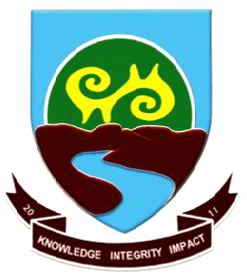 20 11
KNOWLEDGE INTEGRITY IMPACT